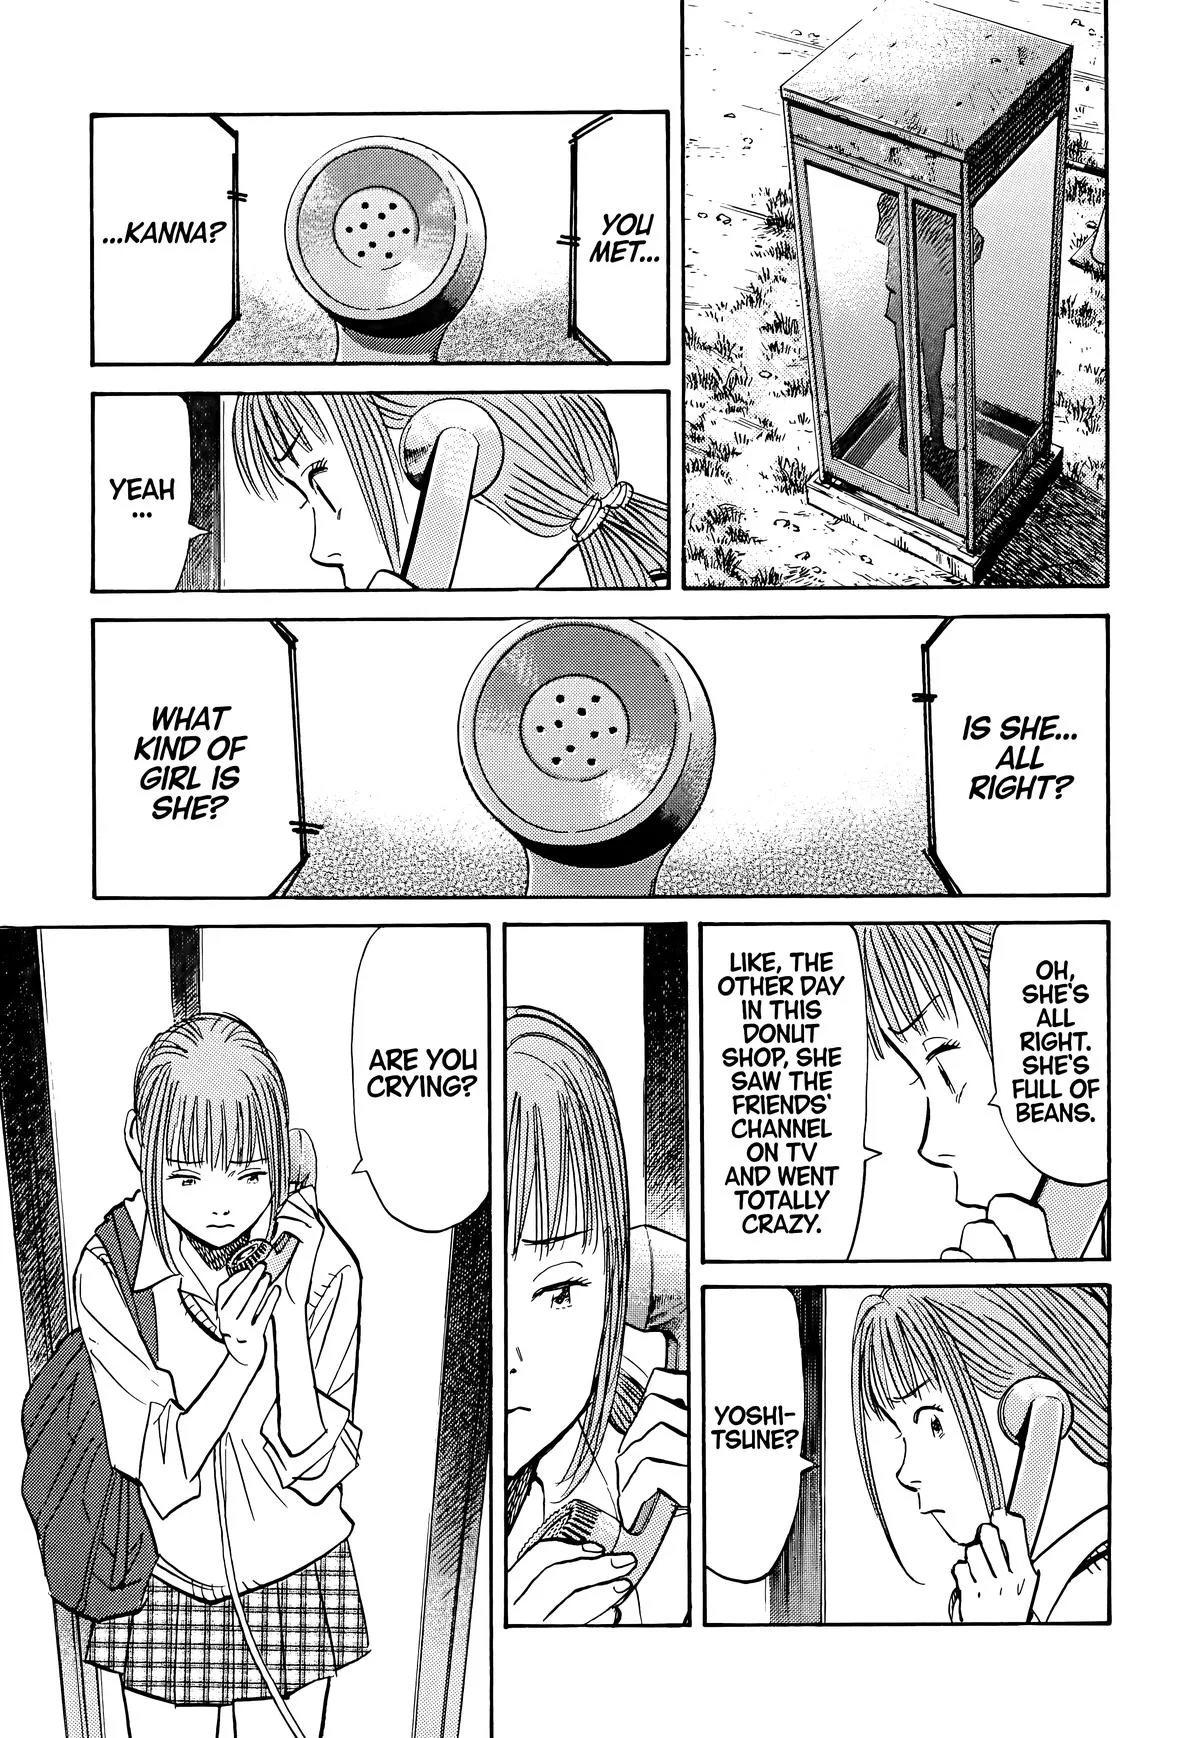 YOU
MET...
...KANNA?
YEAH
...
IS SHE...
ALL
RIGHT?
WHAT
KIND OF
GIRL IS
SHE?
OH,
SHE'S
ALL
RIGHT.
SHE'S
FULL OF
BEANS.
LIKE, THE
OTHER DAY
IN THIS
DONUT
SHOP, SHE
SAW THE
FRIENDS'
CHANNEL
ON TV
AND WENT
TOTALLY
CRAZY.
YOSHI-
TSUNE?
ARE YOU
CRYING?